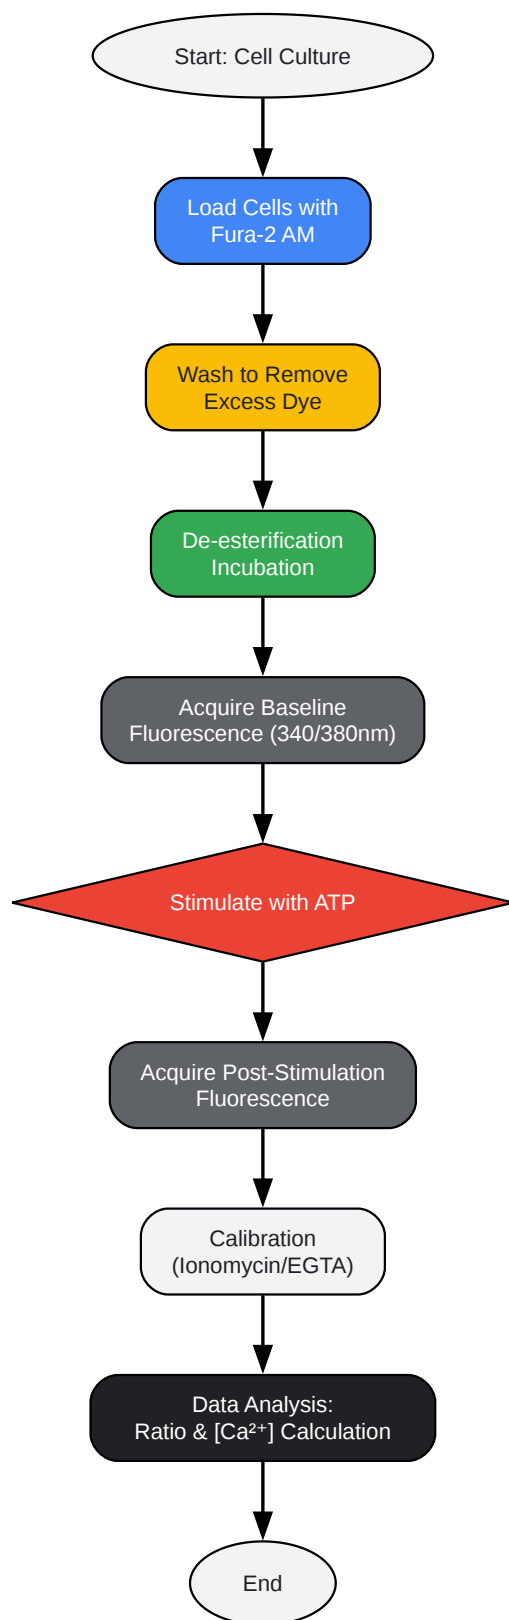 Start: Cell Culture
Load Cells with
Fura-2 AM
Wash to Remove
Excess Dye
De-esterification
Incubation
Acquire Baseline
Fluorescence (340/380nm)
Stimulate with ATP
Acquire Post-Stimulation
Fluorescence
Calibration
(Ionomycin/EGTA)
Data Analysis:
Ratio & [Ca²⁺] Calculation
End